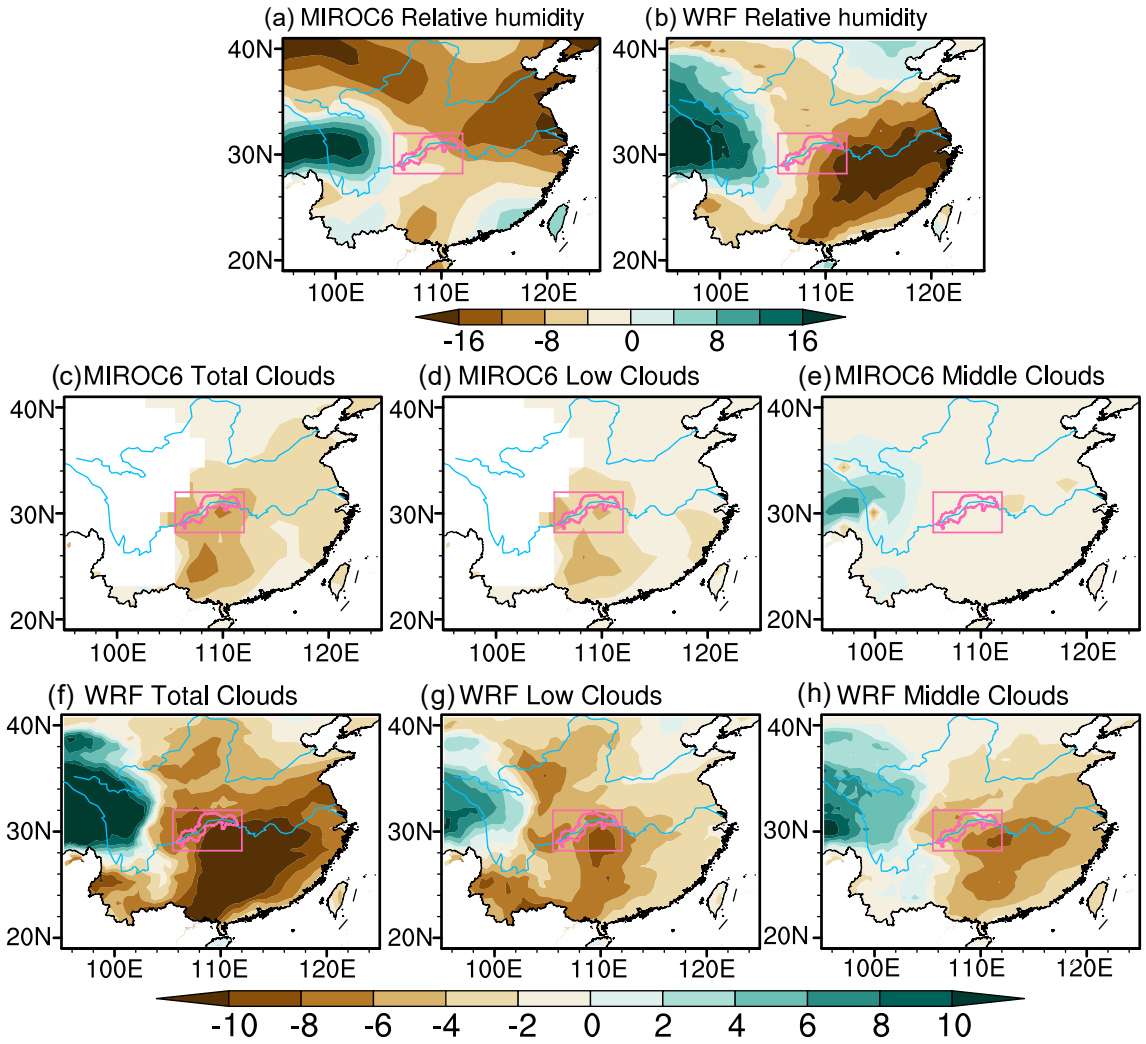 (a) MIROC6 Relative humidity (b) WRF Relative humidity
40N
30N
20N
100E 110E 120E 100E 110E 120E
-16 -8 0 8 16
(c) MIROC6 Total Clouds (d) MIROC6 Low Clouds (e) MIROC6 Middle Clouds
40N 40N 40N
30N 30N 30N
20N 20N 20N
100E 110E 120E 100E 110E 120E 100E 110E 120E
(f) WRF Total Clouds (g) WRF Low Clouds (h) WRF Middle Clouds
40N 40N 40N
30N 30N 30N
20N 20N 20N
100E 110E 120E 100E 110E 120E 100E 110E 120E
-10 -8 -6 -4 -2 0 2 4 6 8 10